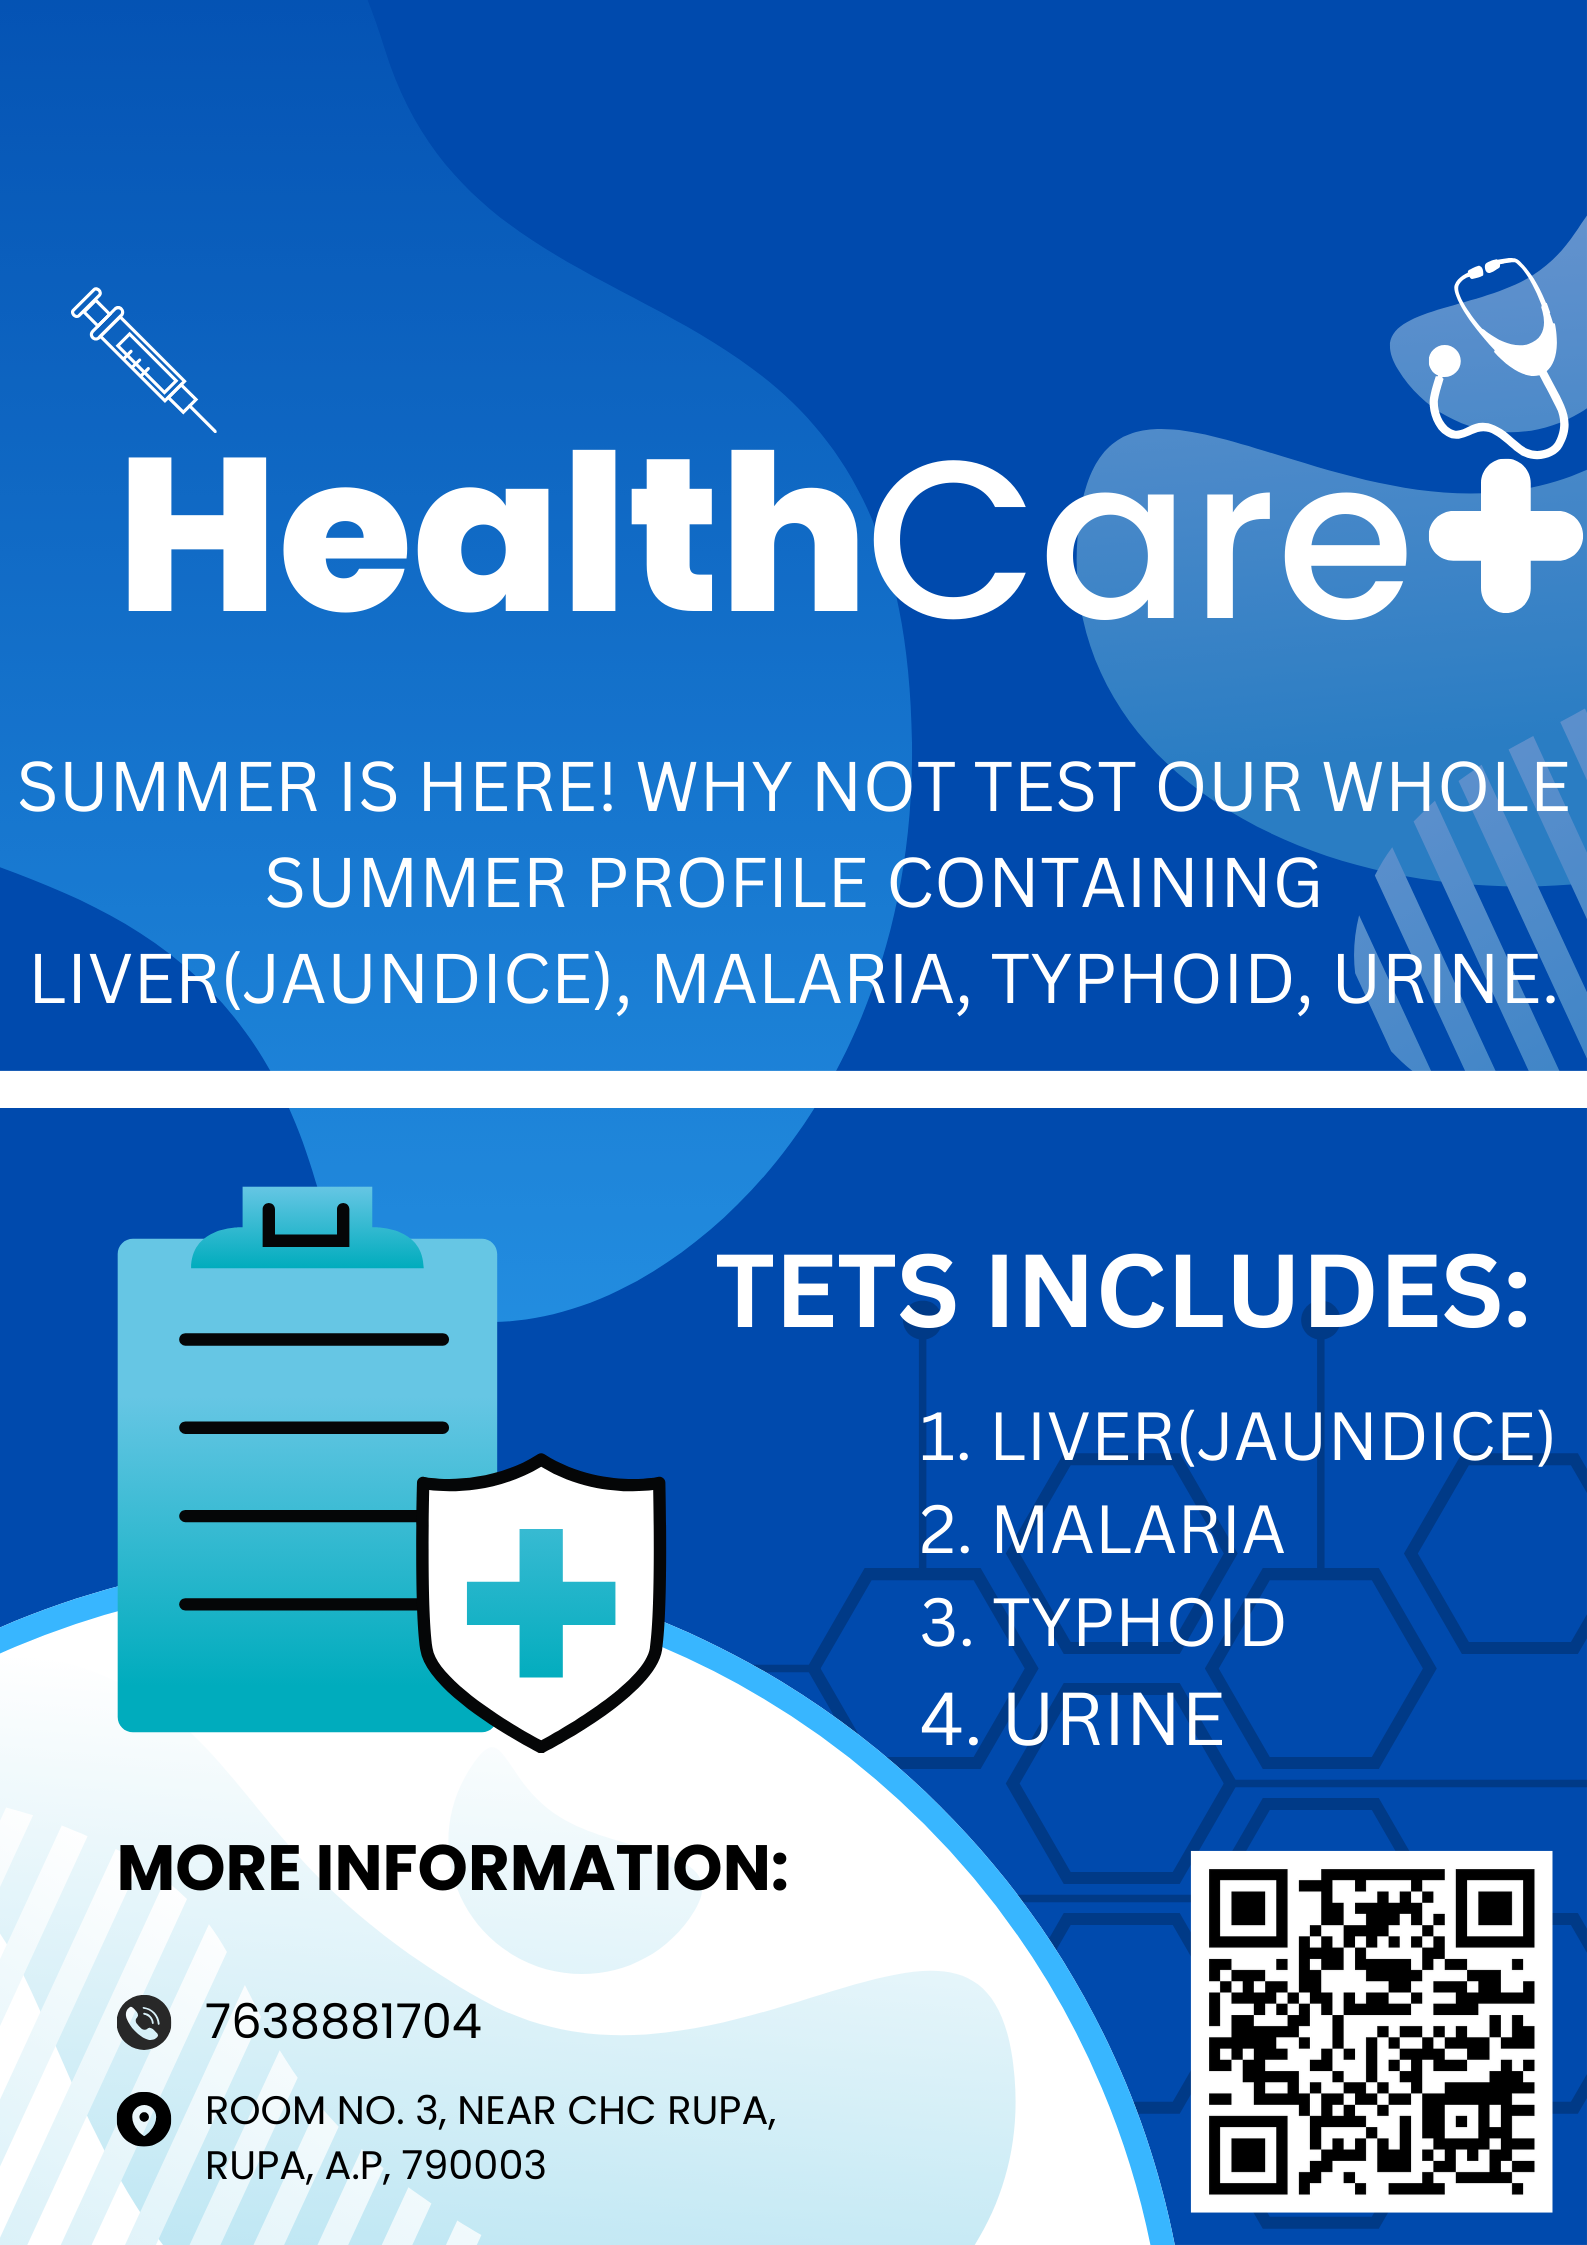 HealthCare+
SUMMER IS HERE! WHY NOT TEST OUR WHOLE
SUMMER PROFILE CONTAINING
LIVER(JAUNDICE), MALARIA, TYPHOID, URINE.
TETS INCLUDES:
1. LIVER(JAUNDICE)
2. MALARIA
3. TYPHOID
4. URINE
MORE INFORMATION:
7638881704
ROOM NO. 3, NEAR CHC RUPA,
RUPA, A.P, 790003